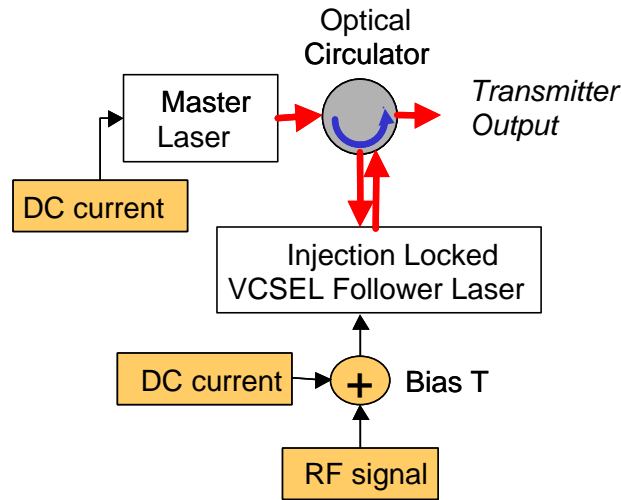 Optical
Circulator
Master
Laser
Transmitter
Output
DC current
Injection Locked
VCSEL Follower Laser
DC current
+
Bias T
RF signal